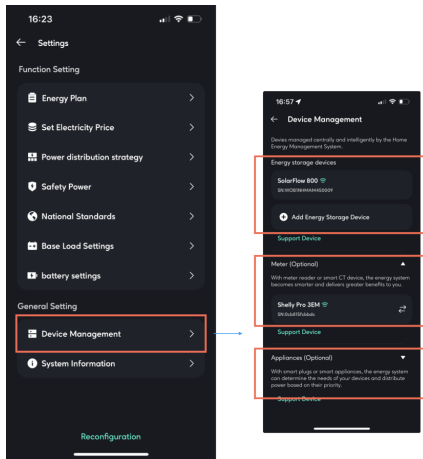 16:23
Settings
Function Setting
Energy Plan
Set Electricity Price
Power distribution strategy
Safety Power
National Standards
Base Load Settings
battery settings
General Setting
Device Management
System Information
Reconfiguration
16:57
Device Management
Devies managed centrally and intelligently by the Home
Energy Management System.
Energy storage devices
SolarFlow 800
Add Energy Storage Device
Support Device
Meter (Optional)
With meter reader or smart CT device, the energy system
becomes smarter and delivers greater benefits to you.
Shelly Pro 3EM
Support Device
Appliances (Optional)
With smart plugs or smart appliances, the energy system
can determine the needs of your devices and distribute
power based on their priority.
Support Device